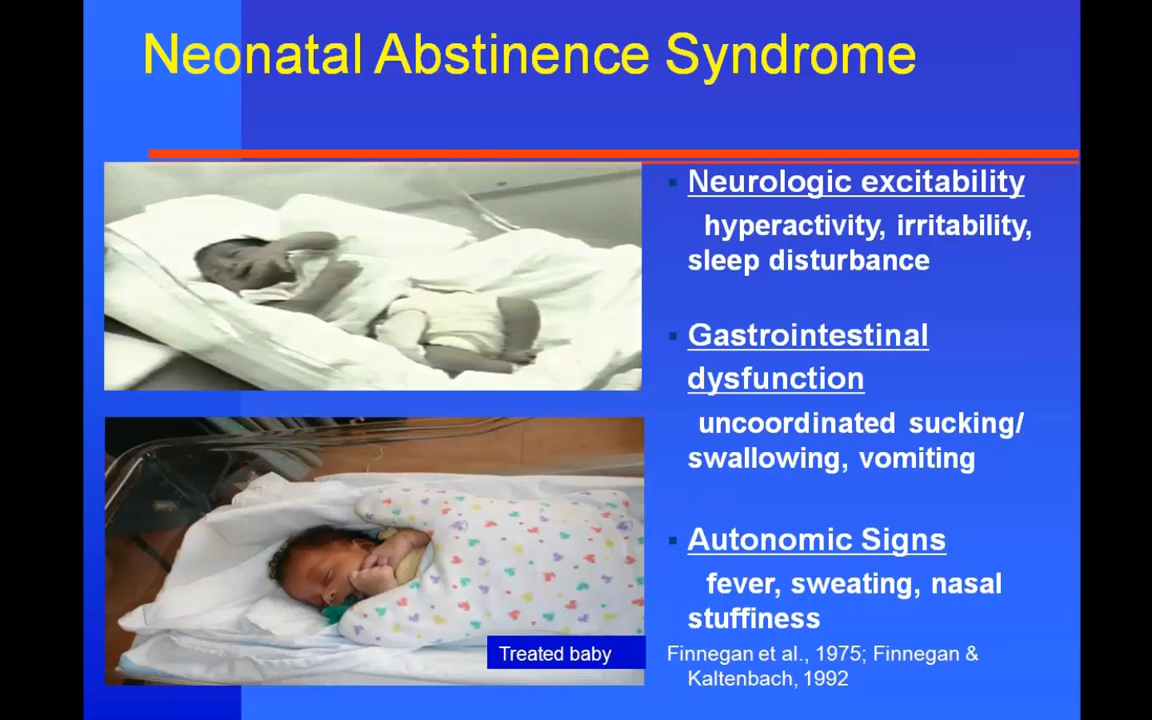 Neonatal Abstinence Syndrome
Neurologic excitability
hyperactivity, irritability,
sleep disturbance
Gastrointestinal
dysfunction
uncoordinated sucking/
swallowing, vomiting
Autonomic Signs
fever, sweating, nasal
stuffiness
Treated baby
Finnegan et al., 1975; Finnegan &
Kaltenbach, 1992